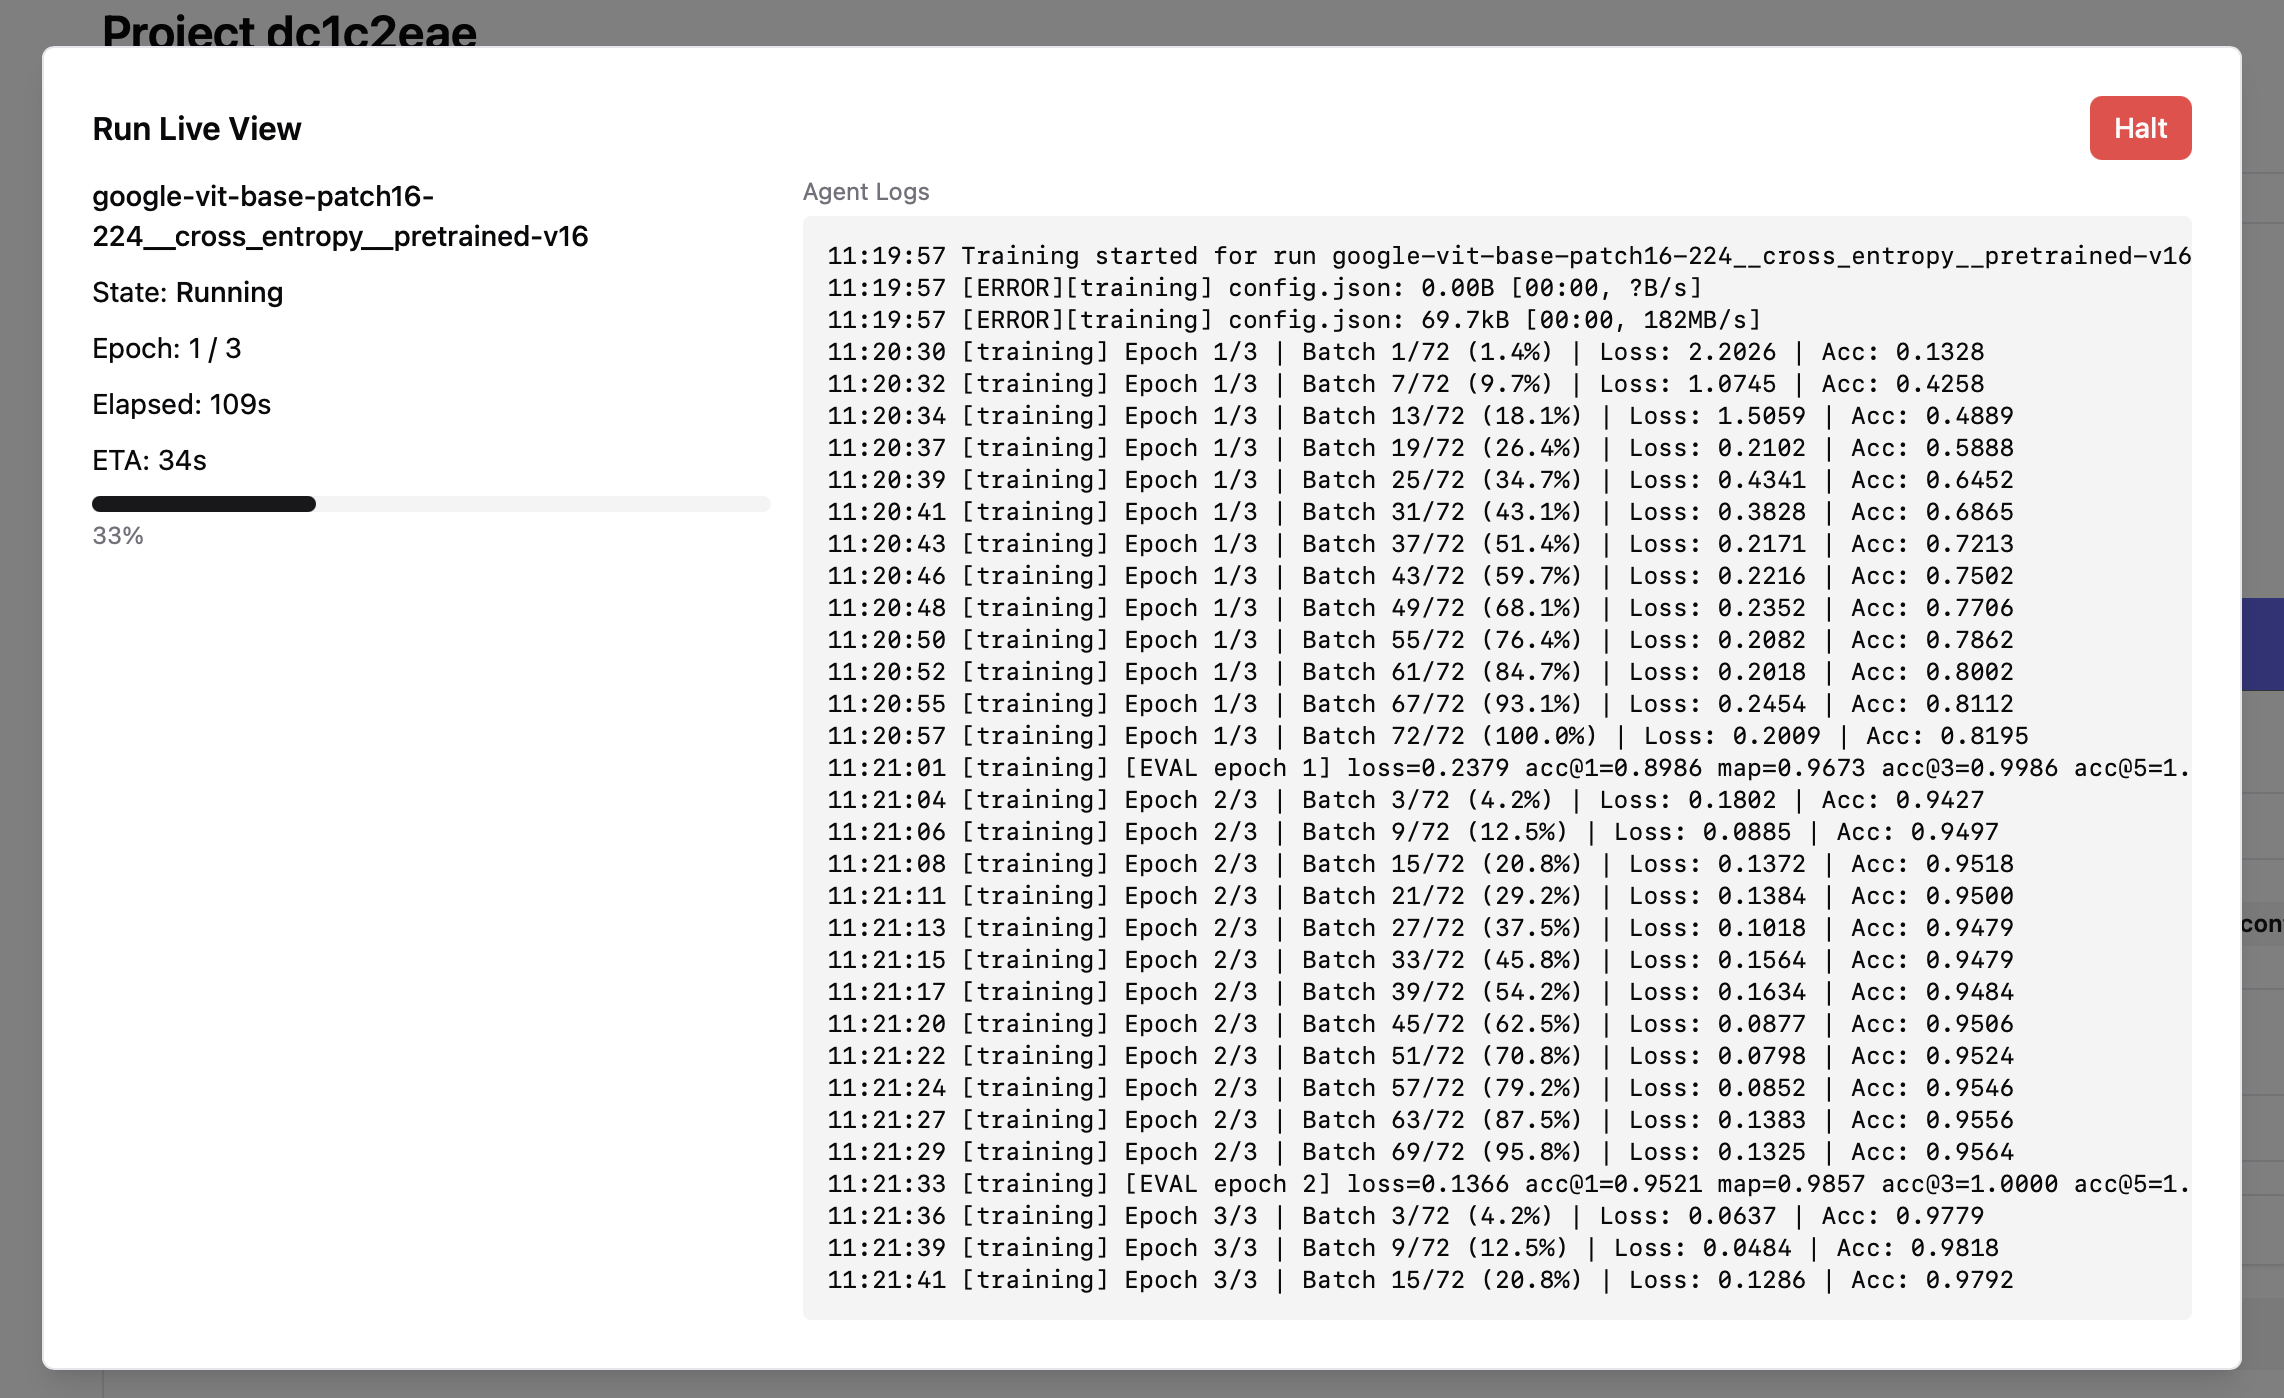 Project dc1c2eae
Run Live View
Halt
google-vit-base-patch16-
224__cross_entropy__pretrained-v16
State: Running
Epoch: 1 / 3
Elapsed: 109s
ETA: 34s
33%
Agent Logs
11:19:57 Training started for run google-vit-base-patch16-224__cross_entropy__pretrained-v16
11:19:57 [ERROR][training] config.json: 0.00B [00:00, ?B/s]
11:19:57 [ERROR][training] config.json: 69.7kB [00:00, 182MB/s]
11:20:30 [training] Epoch 1/3 | Batch 1/72 (1.4%) | Loss: 2.2026 | Acc: 0.1328
11:20:32 [training] Epoch 1/3 | Batch 7/72 (9.7%) | Loss: 1.0745 | Acc: 0.4258
11:20:34 [training] Epoch 1/3 | Batch 13/72 (18.1%) | Loss: 1.5059 | Acc: 0.4889
11:20:37 [training] Epoch 1/3 | Batch 19/72 (26.4%) | Loss: 0.2102 | Acc: 0.5888
11:20:39 [training] Epoch 1/3 | Batch 25/72 (34.7%) | Loss: 0.4341 | Acc: 0.6452
11:20:41 [training] Epoch 1/3 | Batch 31/72 (43.1%) | Loss: 0.3828 | Acc: 0.6865
11:20:43 [training] Epoch 1/3 | Batch 37/72 (51.4%) | Loss: 0.2171 | Acc: 0.7213
11:20:46 [training] Epoch 1/3 | Batch 43/72 (59.7%) | Loss: 0.2216 | Acc: 0.7502
11:20:48 [training] Epoch 1/3 | Batch 49/72 (68.1%) | Loss: 0.2352 | Acc: 0.7706
11:20:50 [training] Epoch 1/3 | Batch 55/72 (76.4%) | Loss: 0.2082 | Acc: 0.7862
11:20:52 [training] Epoch 1/3 | Batch 61/72 (84.7%) | Loss: 0.2018 | Acc: 0.8002
11:20:55 [training] Epoch 1/3 | Batch 67/72 (93.1%) | Loss: 0.2454 | Acc: 0.8112
11:20:57 [training] Epoch 1/3 | Batch 72/72 (100.0%) | Loss: 0.2009 | Acc: 0.8195
11:21:01 [training] [EVAL epoch 1] loss=0.2379 acc@1=0.8986 map=0.9673 acc@3=0.9986 acc@5=1.
11:21:04 [training] Epoch 2/3 | Batch 3/72 (4.2%) | Loss: 0.1802 | Acc: 0.9427
11:21:06 [training] Epoch 2/3 | Batch 9/72 (12.5%) | Loss: 0.0885 | Acc: 0.9497
11:21:08 [training] Epoch 2/3 | Batch 15/72 (20.8%) | Loss: 0.1372 | Acc: 0.9518
11:21:11 [training] Epoch 2/3 | Batch 21/72 (29.2%) | Loss: 0.1384 | Acc: 0.9500
11:21:13 [training] Epoch 2/3 | Batch 27/72 (37.5%) | Loss: 0.1018 | Acc: 0.9479
11:21:15 [training] Epoch 2/3 | Batch 33/72 (45.8%) | Loss: 0.1564 | Acc: 0.9479
11:21:17 [training] Epoch 2/3 | Batch 39/72 (54.2%) | Loss: 0.1634 | Acc: 0.9484
11:21:20 [training] Epoch 2/3 | Batch 45/72 (62.5%) | Loss: 0.0877 | Acc: 0.9506
11:21:22 [training] Epoch 2/3 | Batch 51/72 (70.8%) | Loss: 0.0798 | Acc: 0.9524
11:21:24 [training] Epoch 2/3 | Batch 57/72 (79.2%) | Loss: 0.0852 | Acc: 0.9546
11:21:27 [training] Epoch 2/3 | Batch 63/72 (87.5%) | Loss: 0.1383 | Acc: 0.9556
11:21:29 [training] Epoch 2/3 | Batch 69/72 (95.8%) | Loss: 0.1325 | Acc: 0.9564
11:21:33 [training] [EVAL epoch 2] loss=0.1366 acc@1=0.9521 map=0.9857 acc@3=1.0000 acc@5=1.
11:21:36 [training] Epoch 3/3 | Batch 3/72 (4.2%) | Loss: 0.0637 | Acc: 0.9779
11:21:39 [training] Epoch 3/3 | Batch 9/72 (12.5%) | Loss: 0.0484 | Acc: 0.9818
11:21:41 [training] Epoch 3/3 | Batch 15/72 (20.8%) | Loss: 0.1286 | Acc: 0.9792